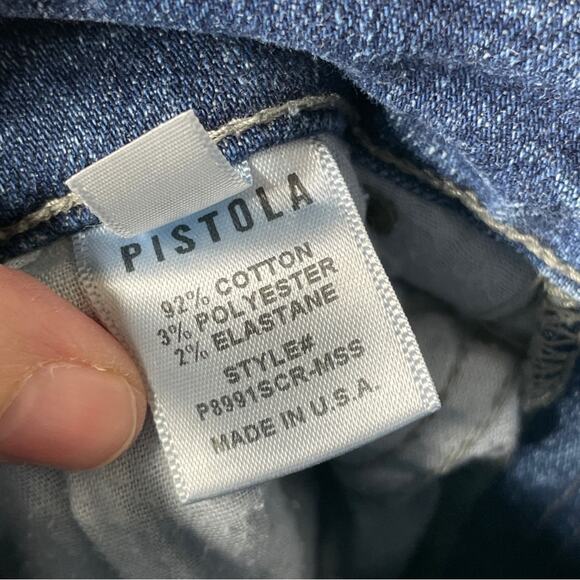 PISTOLA
92% COTTON
3% POLYESTER
2% ELASTANE
STYLE#
P8991SCR-MSS
MADE IN U.S.A.